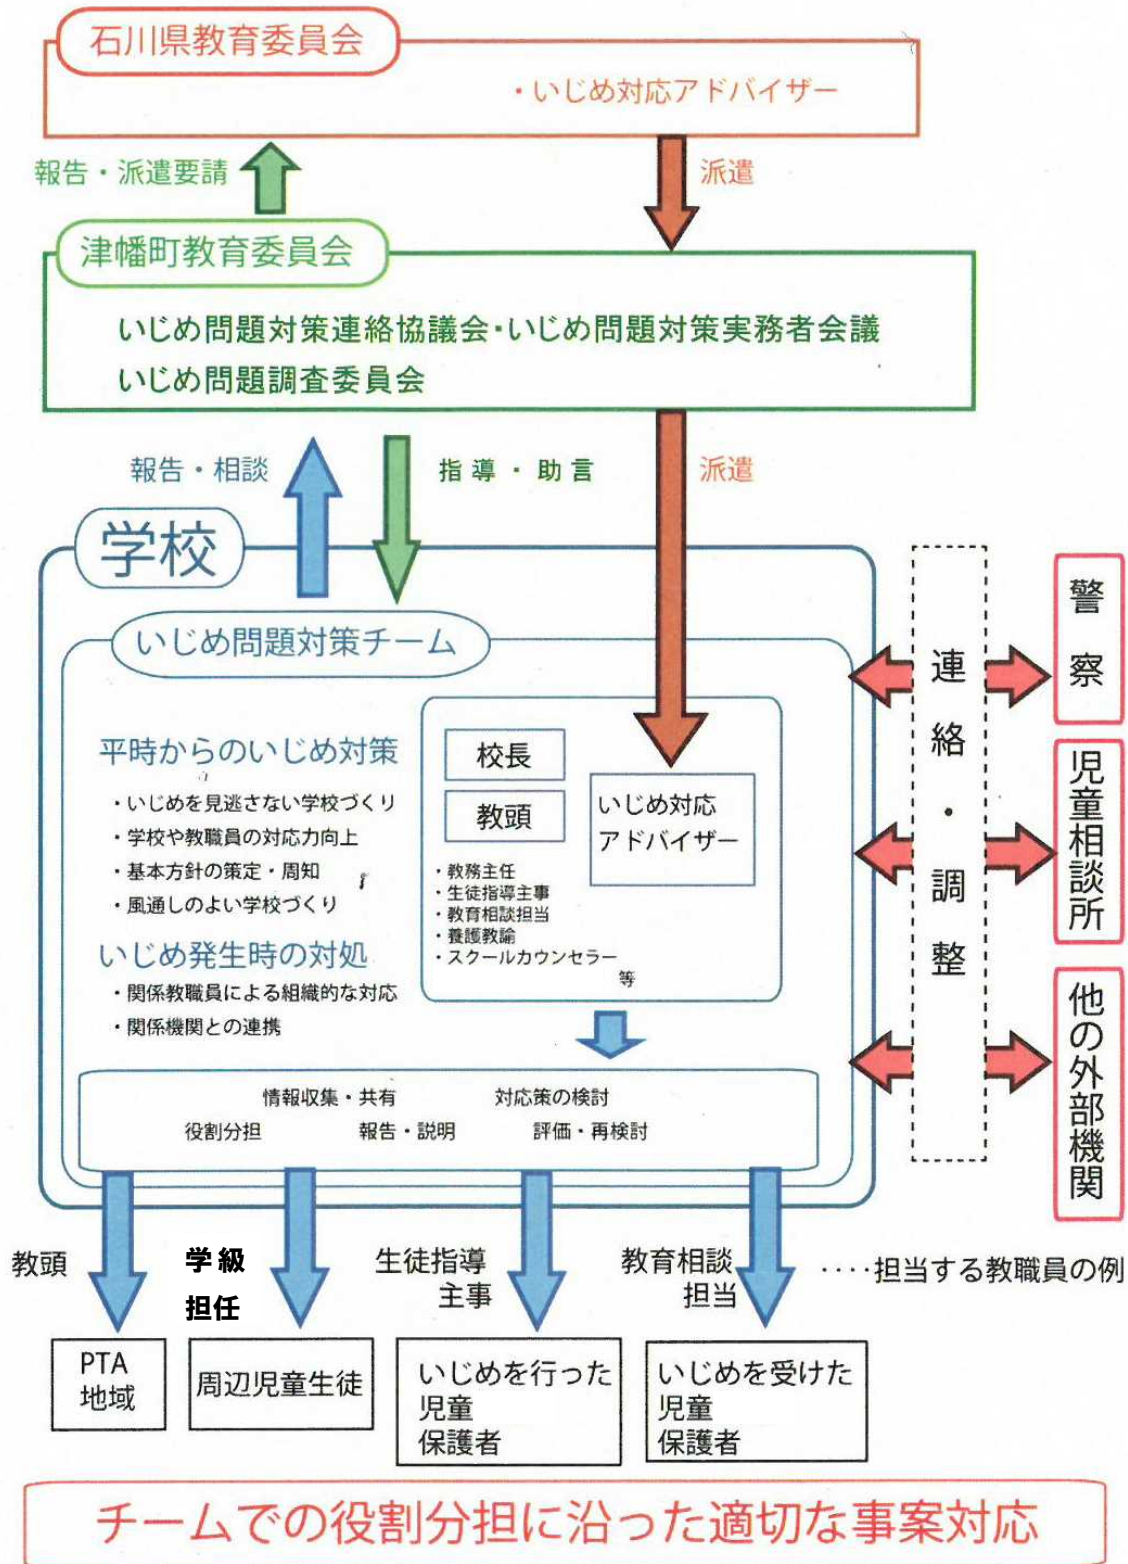 石川県教育委員会
・いじめ対応アドバイザー
報告・派遣要請
派遣
津幡町教育委員会
いじめ問題対策連絡協議会・いじめ問題対策実務者会議
いじめ問題調査委員会
報告・相談
指導・助言
派遣
学校
いじめ問題対策チーム
平時からのいじめ対策
・いじめを見逃さない学校づくり
・学校や教職員の対応力向上
・基本方針の策定・周知
・風通しのよい学校づくり
いじめ発生時の対処
・関係教職員による組織的な対応
・関係機関との連携
校長
教頭
・教務主任
・生徒指導主事
・教育相談担当
・養護教諭
・スクールカウンセラー
等
いじめ対応
アドバイザー
情報収集・共有
対応策の検討
役割分担
報告・説明
評価・再検討
連絡・調整
警察
児童相談所
他の外部機関
教頭
学級
担任
生徒指導
主事
教育相談
担当
‥‥担当する教職員の例
PTA
地域
周辺児童生徒
いじめを行った
児童
保護者
いじめを受けた
児童
保護者
チームでの役割分担に沿った適切な事案対応